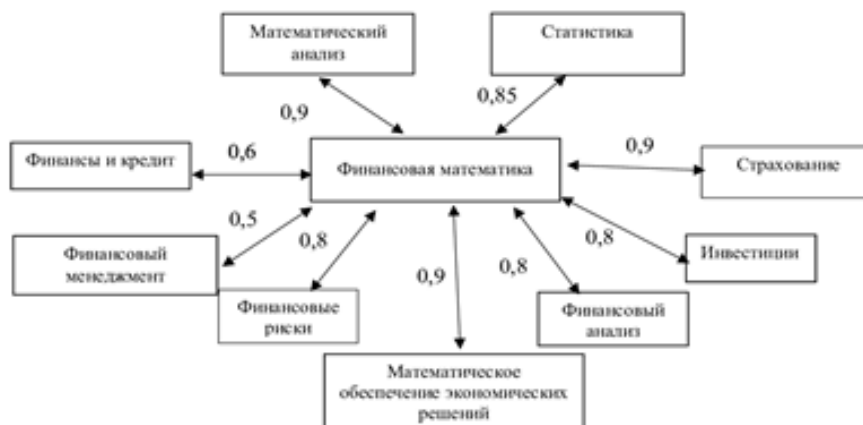 Математический
анализ
Статистика
0,9
0,85
Финансы и кредит
0,6
Финансовая математика
0,9
Страхование
0,5
0,8
0,8
0,8
0,9
Финансовый
менеджмент
Инвестиции
Финансовые
риски
Финансовый
анализ
Математическое
обеспечение экономических
решений